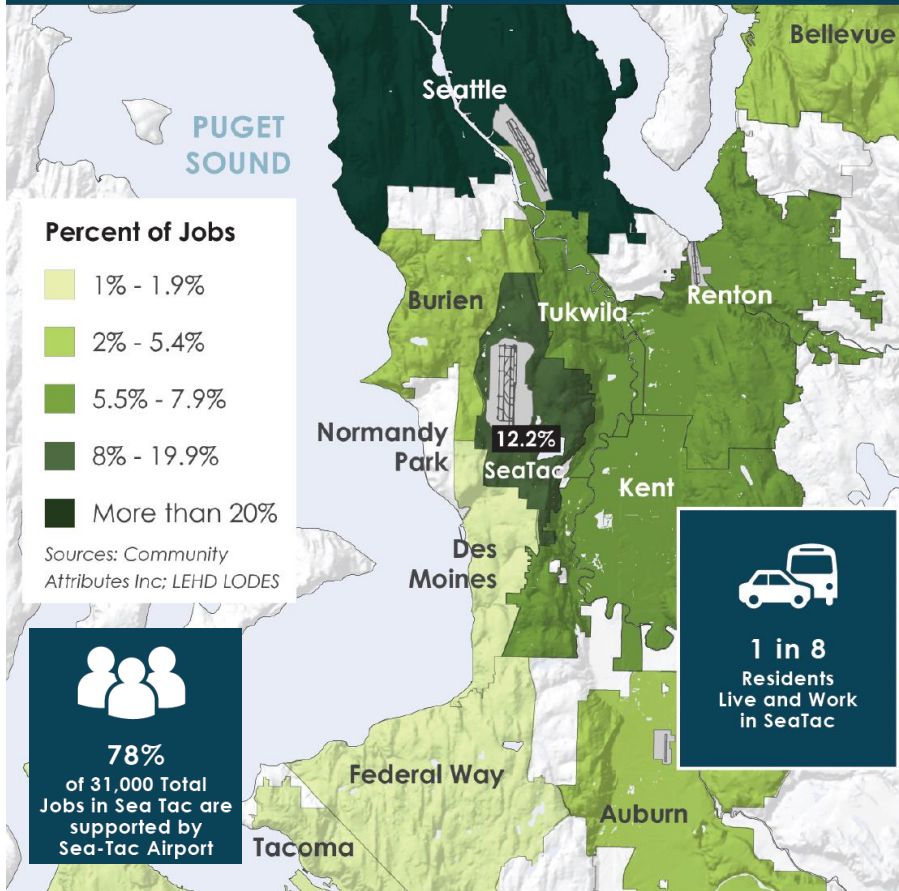 Bellevue
Seattle
PUGET
SOUND
Percent of Jobs
1% - 1.9%
2% - 5.4%
5.5% - 7.9%
8% - 19.9%
More than 20%
Sources: Community
Attributes Inc; LEHD LODES
Burien
Tukwila
Renton
Normandy
Park
12.2%
SeaTac
Kent
Des
Moines
1 in 8
Residents
Live and Work
in SeaTac
78%
of 31,000 Total
Jobs in Sea Tac are
supported by
Sea-Tac Airport
Federal Way
Auburn
Tacoma